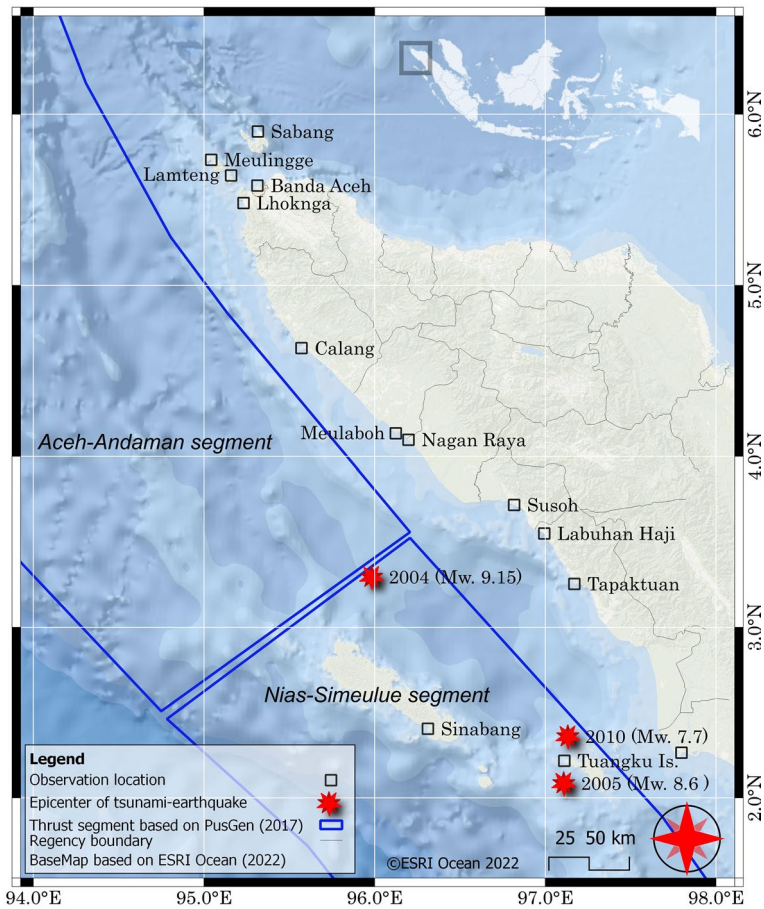 6.0°N
Sabang
Meulingge
Lamteng
Banda Aceh
Lhoknga
5.0°N
Calang
Meulaboh
Nagan Raya
Aceh-Andaman segment
4.0°N
Susoh
Labuhan Haji
2004 (Mw. 9.15)
Tapaktuan
3.0°N
Nias-Simeulue segment
Sinabang
2010 (Mw. 7.7)
Tuangku Is.
2005 (Mw. 8.6 )
2.0°N
Legend
Observation location
Epicenter of tsunami-earthquake
Thrust segment based on PusGen (2017)
Regency boundary
BaseMap based on ESRI Ocean (2022)
©ESRI Ocean 2022
25 50 km
94.0°E 95.0°E 96.0°E 97.0°E 98.0°E